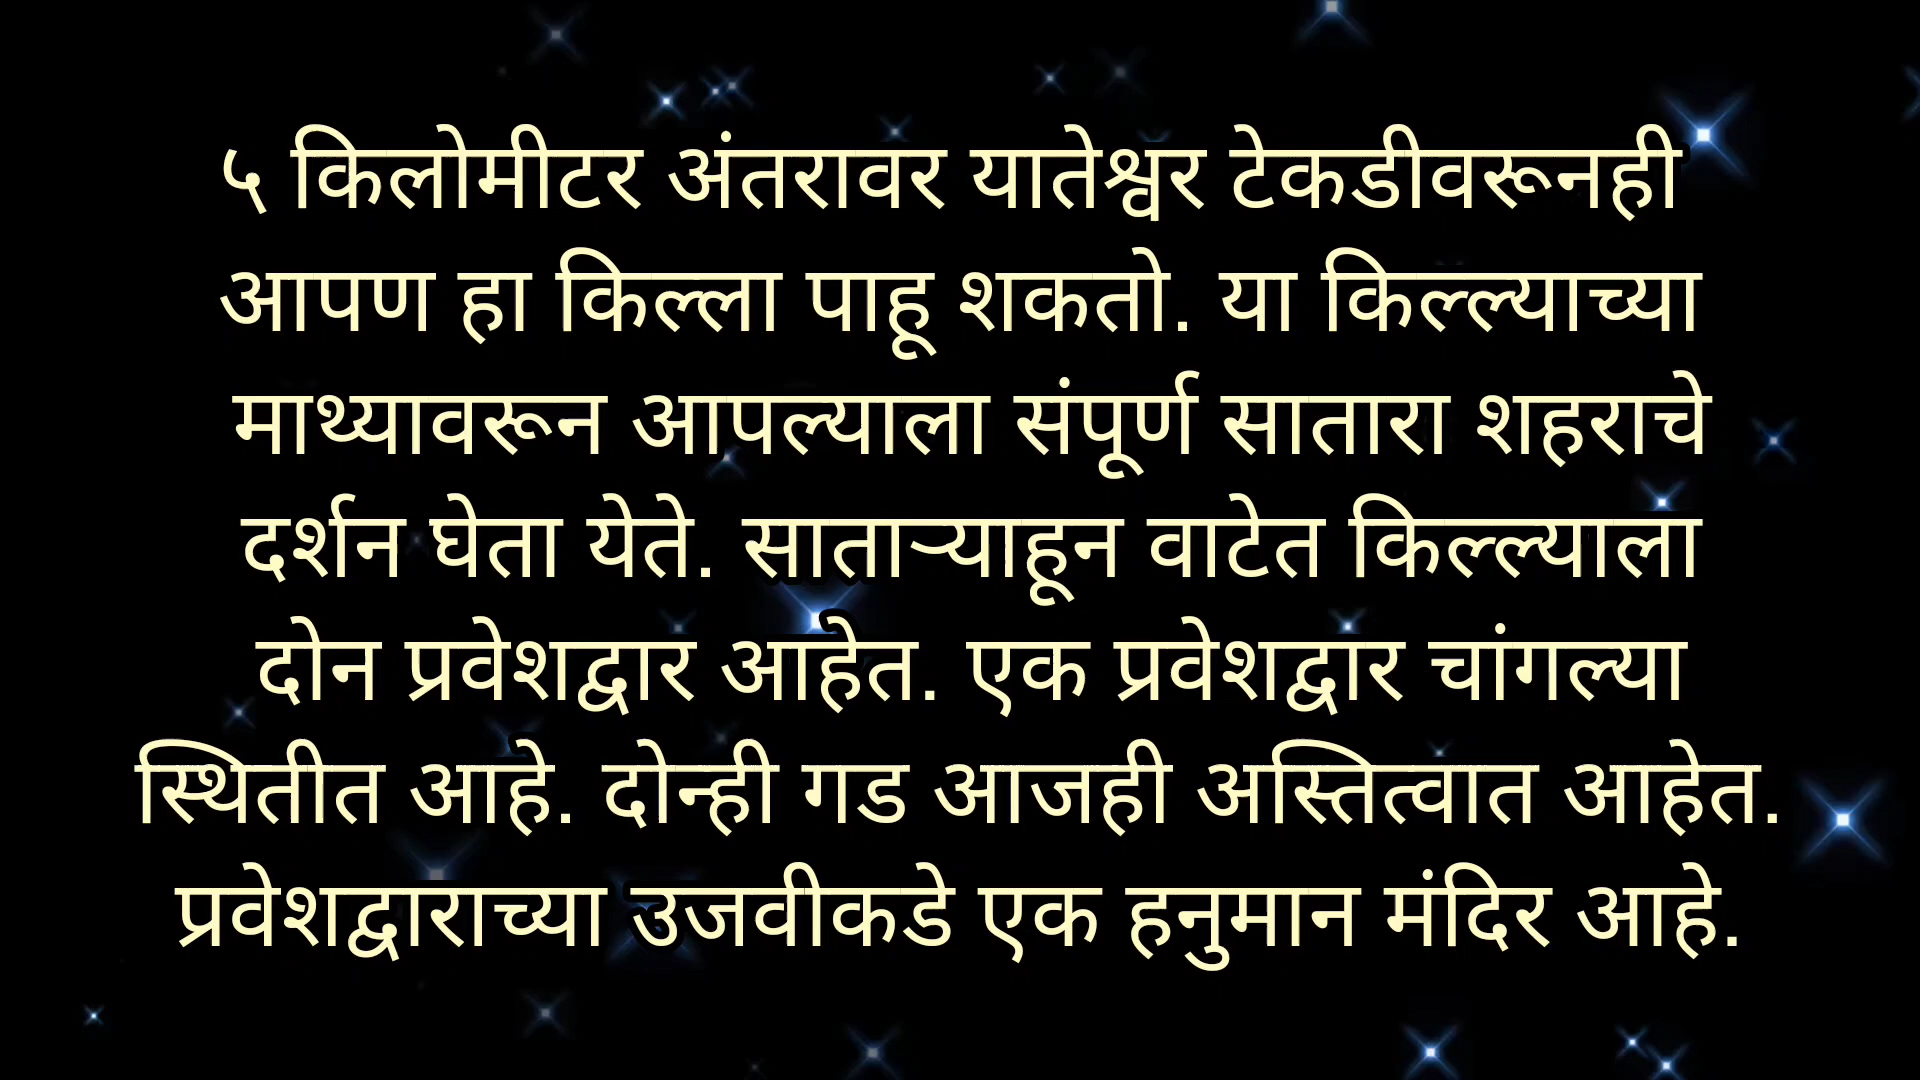 ५ किलोमीटर अंतरावर यातेश्वर टेकडीवरूनही
आपण हा किल्ला पाहू शकतो. या किल्ल्याच्या
माथ्यावरून आपल्याला संपूर्ण सातारा शहराचे
दर्शन घेता येते. साताऱ्याहून वाटेत किल्ल्याला
दोन प्रवेशद्वार आहेत. एक प्रवेशद्वार चांगल्या
स्थितीत आहे. दोन्ही गड आजही अस्तित्वात आहेत.
प्रवेशद्वाराच्या उजवीकडे एक हनुमान मंदिर आहे.